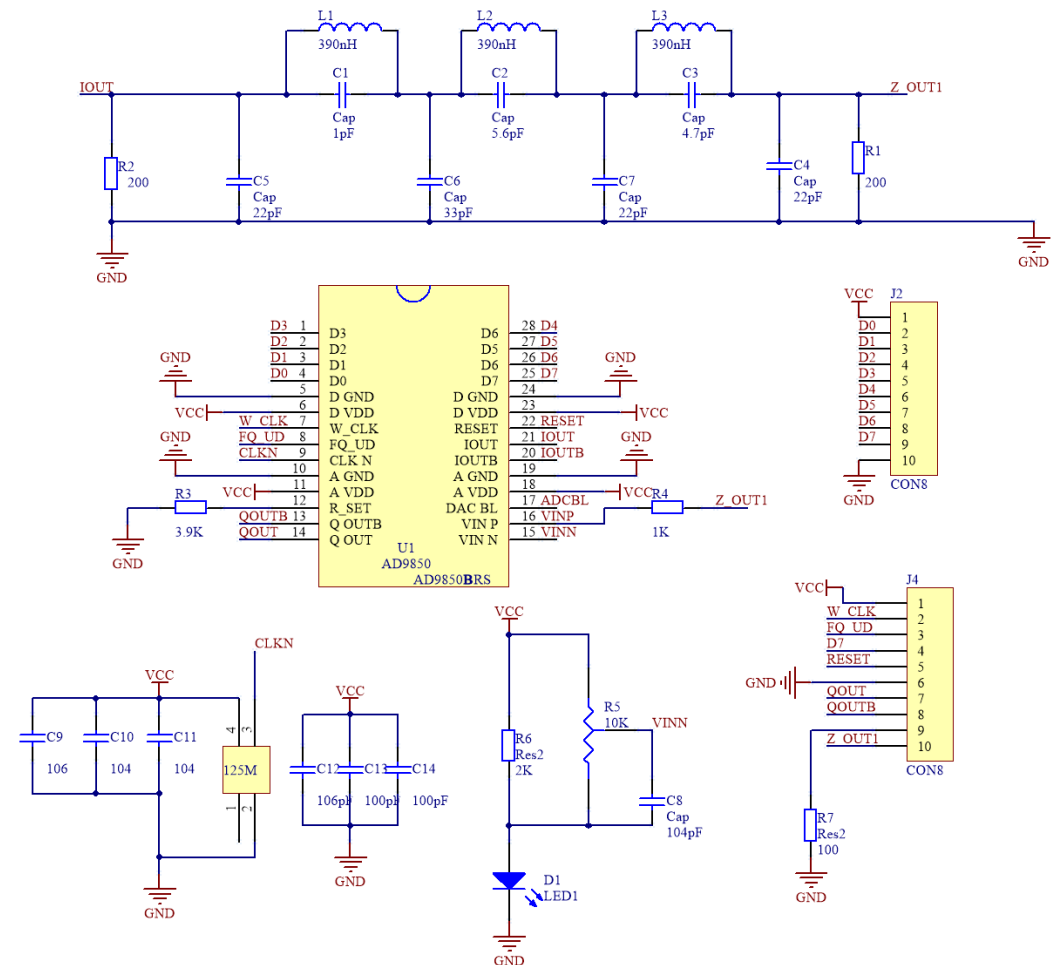 L1
390nH
L2
390nH
L3
390nH
IOUT
C1
Cap
1pF
C2
Cap
5.6pF
C3
Cap
4.7pF
Z_OUT1
R2
200
C5
Cap
22pF
C6
Cap
33pF
C7
Cap
22pF
C4
Cap
22pF
R1
200
GND
GND
D3 1 D3
D2 2 D2
D1 3 D1
D0 4 D0
GND
5 D GND
VCC 6 D VDD
W_CLK 7 W_CLK
FQ_UD 8 FQ_UD
CLKN 9 CLK N
GND
10 A GND
VCC 11 A VDD
R3
3.9K
12 R_SET
GND
QOUTB 13 Q OUTB
QOUT 14 Q OUT
D6 28 D4
D5 27 D5
D6 26 D6
D7 25 D7
GND
D GND 24
D VDD 23 VCC
RESET 22 RESET
IOUT 21 IOUT
IOUTB 20 IOUTB
GND
A GND 19
A VDD 18 VCC
DAC BL 17 ADCBL
VIN P 16 VINP
VIN N 15 VINN
R4
1K
Z_OUT1
U1
AD9850
AD9850BRS
J2
VCC
1
D0 2
D1 3
D2 4
D3 5
D4 6
D5 7
D6 8
D7 9
10
GND
CON8
J4
VCC
1
W_CLK 2
FQ_UD 3
D7 4
RESET 5
GND 6
QOUT 7
QOUTB 8
9
Z_OUT1 10
CON8
R7
Res2
100
GND
CLKN
VCC
C9
106
C10
104
C11
104
4
3
125M
1
2
GND
VCC
C12
106pF
C13
100pF
C14
100pF
GND
VCC
R6
Res2
2K
R5
10K
VINN
C8
Cap
104pF
D1
LED1
GND